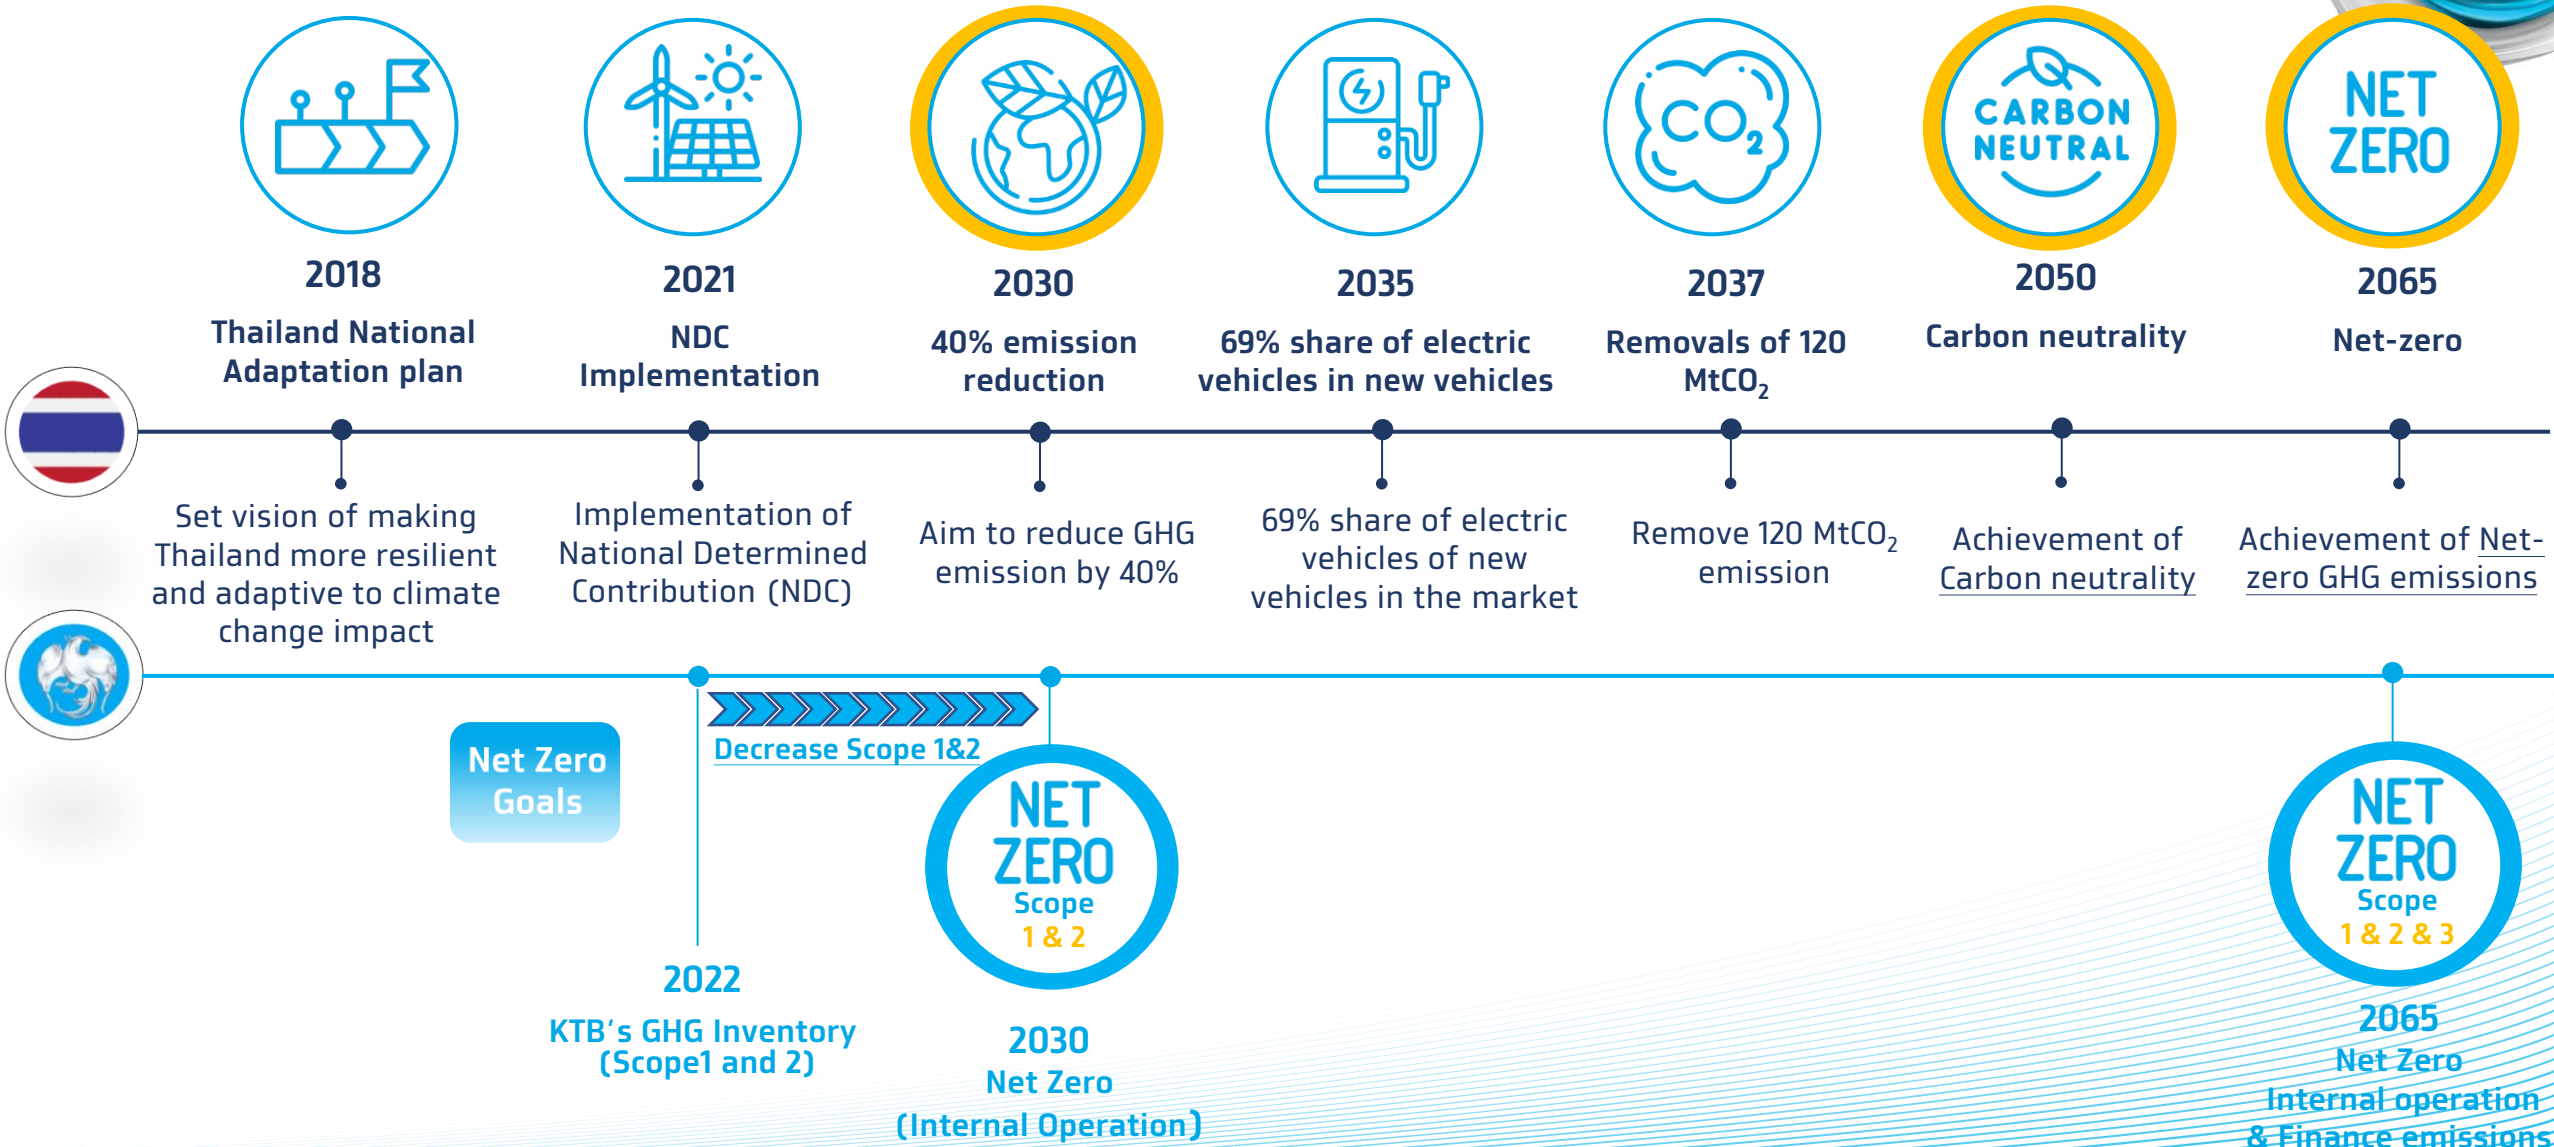 CO₂
CARBON
NEUTRAL
NET
ZERO
2018
Thailand National
Adaptation plan
2021
NDC
Implementation
2030
40% emission
reduction
2035
69% share of electric
vehicles in new vehicles
2037
Removals of 120
MtCO₂
2050
Carbon neutrality
2065
Net-zero
Set vision of making
Thailand more resilient
and adaptive to climate
change impact
Implementation of
National Determined
Contribution (NDC)
Aim to reduce GHG
emission by 40%
69% share of electric
vehicles of new
vehicles in the market
Remove 120 MtCO₂
emission
Achievement of
Carbon neutrality
Achievement of Net-
zero GHG emissions
Net Zero
Goals
Decrease Scope 1&2
2022
KTB's GHG Inventory
(Scope1 and 2)
NET
ZERO
Scope
1 & 2
2030
Net Zero
(Internal Operation)
NET
ZERO
Scope
1 & 2 & 3
2065
Net Zero
Internal operation
& Finance emissions